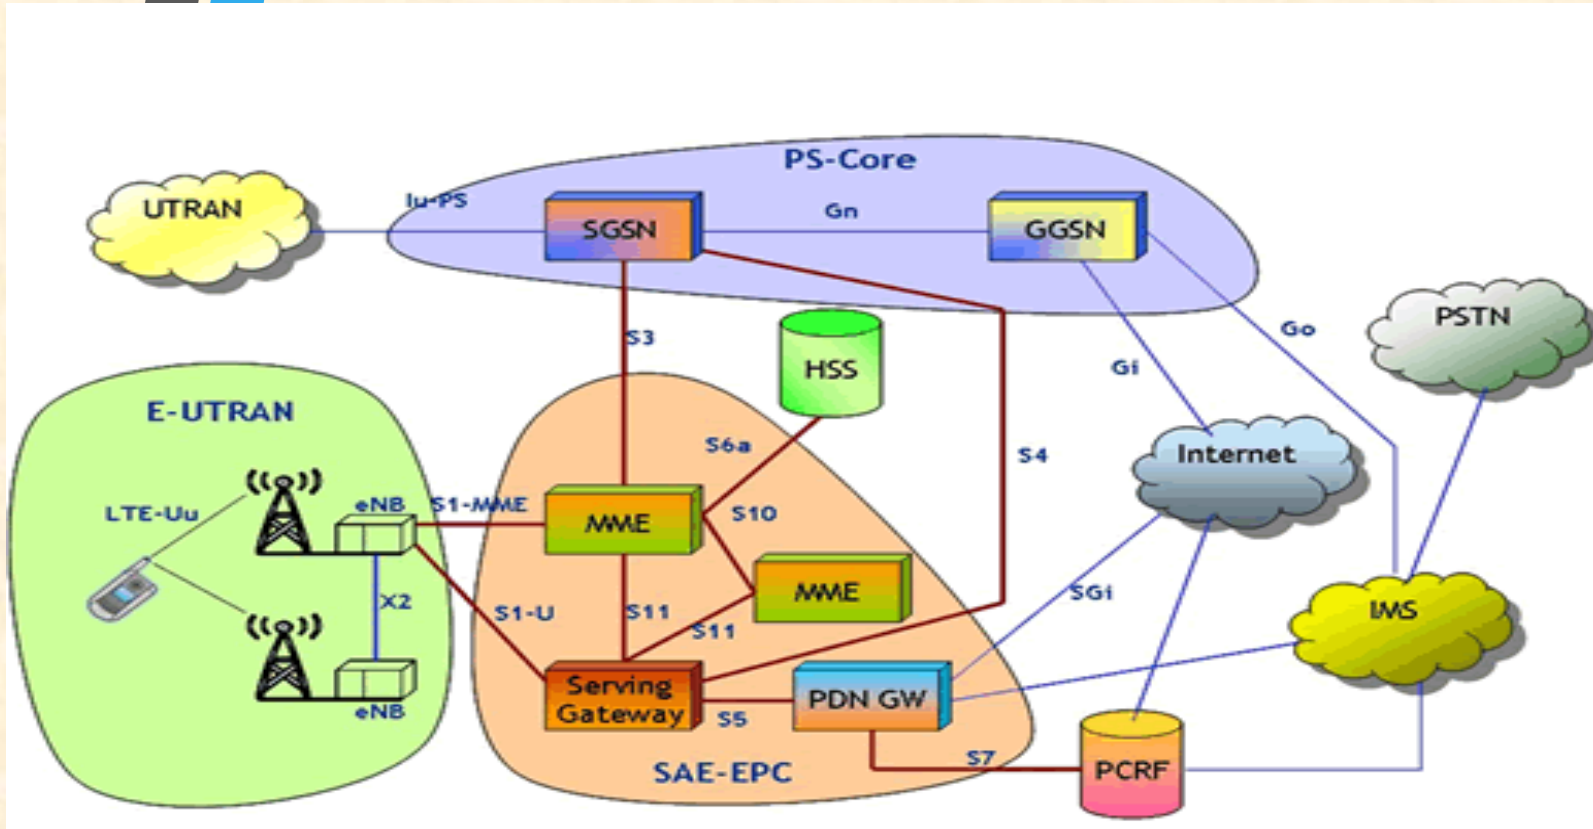 PS-Core
UTRAN
Iu-PS
SGSN
Gn
GGSN
S3
HSS
Go
PSTN
Gi
E-UTRAN
S6a
S4
Internet
LTE-Uu
eNB
S1-MME
MME
S10
X2
S1-U
S11
S11
MME
SGi
IMS
Serving
Gateway
S5
PDN GW
eNB
SAE-EPC
S7
PCRF